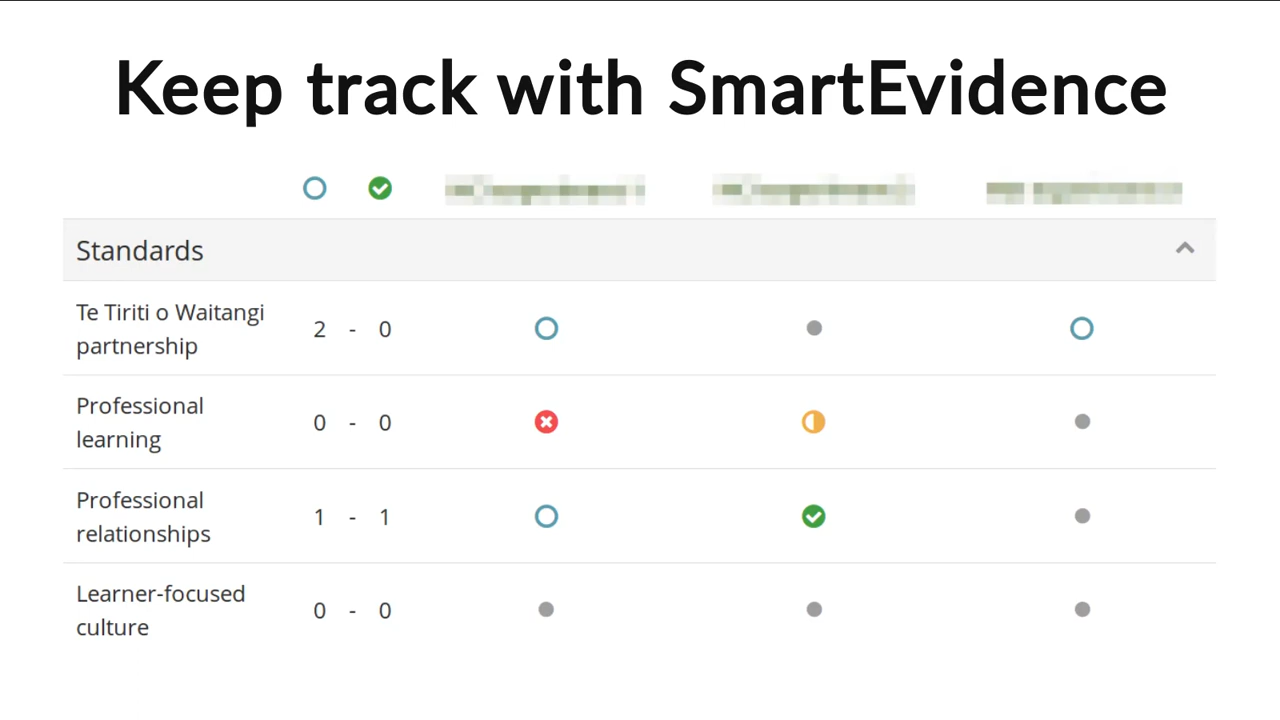 Keep track with SmartEvidence
Standards
Te Tiriti o Waitangi
partnership
2 - 0
Professional
learning
0 - 0
Professional
relationships
1 - 1
Learner-focused
culture
0 - 0